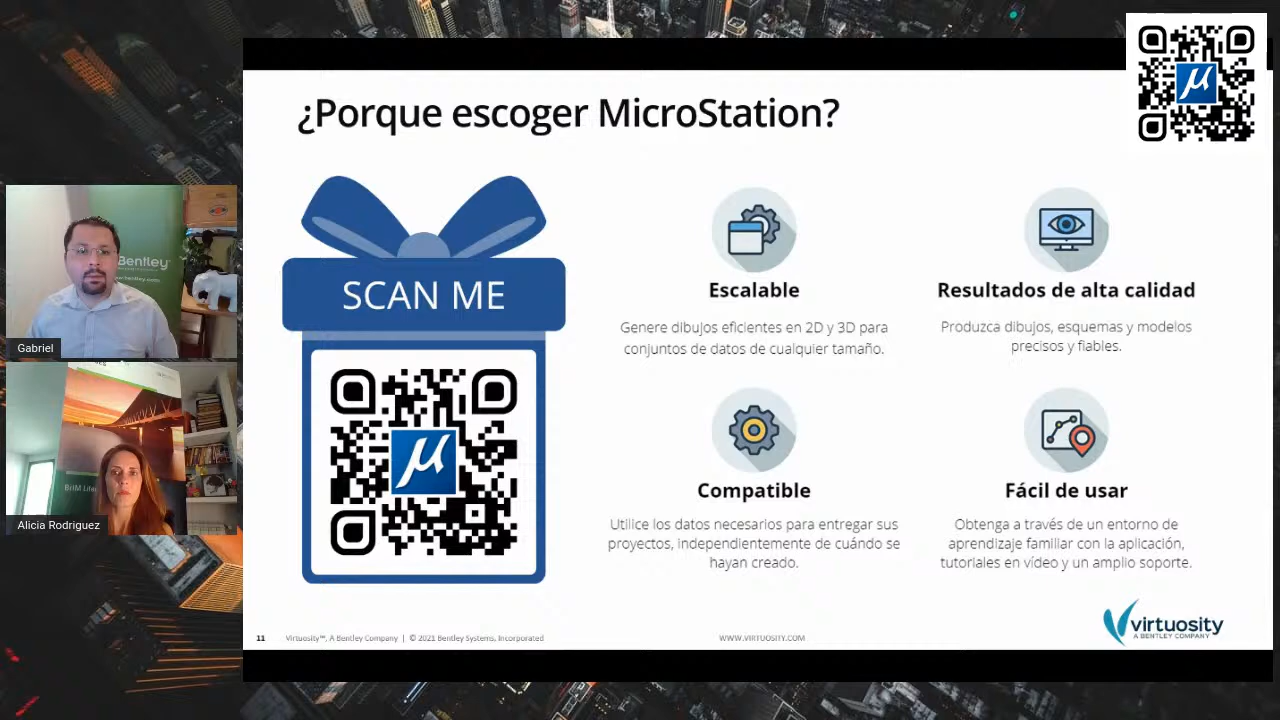 ¿Porque escoger MicroStation?
SCAN ME
Escalable
Genere dibujos eficientes en 2D y 3D para
conjuntos de datos de cualquier tamaño.
Resultados de alta calidad
Produzca dibujos, esquemas y modelos
precisos y fiables.
Compatible
Utilice los datos necesarios para entregar sus
proyectos, independientemente de cuándo se
hayan creado.
Fácil de usar
Obtenga a través de un entorno de
aprendizaje familiar con la aplicación,
tutoriales en vídeo y un amplio soporte.
11
Virtuosity™, A Bentley Company | © 2021 Bentley Systems, Incorporated
WWW.VIRTUOSITY.COM
virtuosity
A BENTLEY COMPANY
μ
μ
Bentley
Gabriel
Alicia Rodriguez